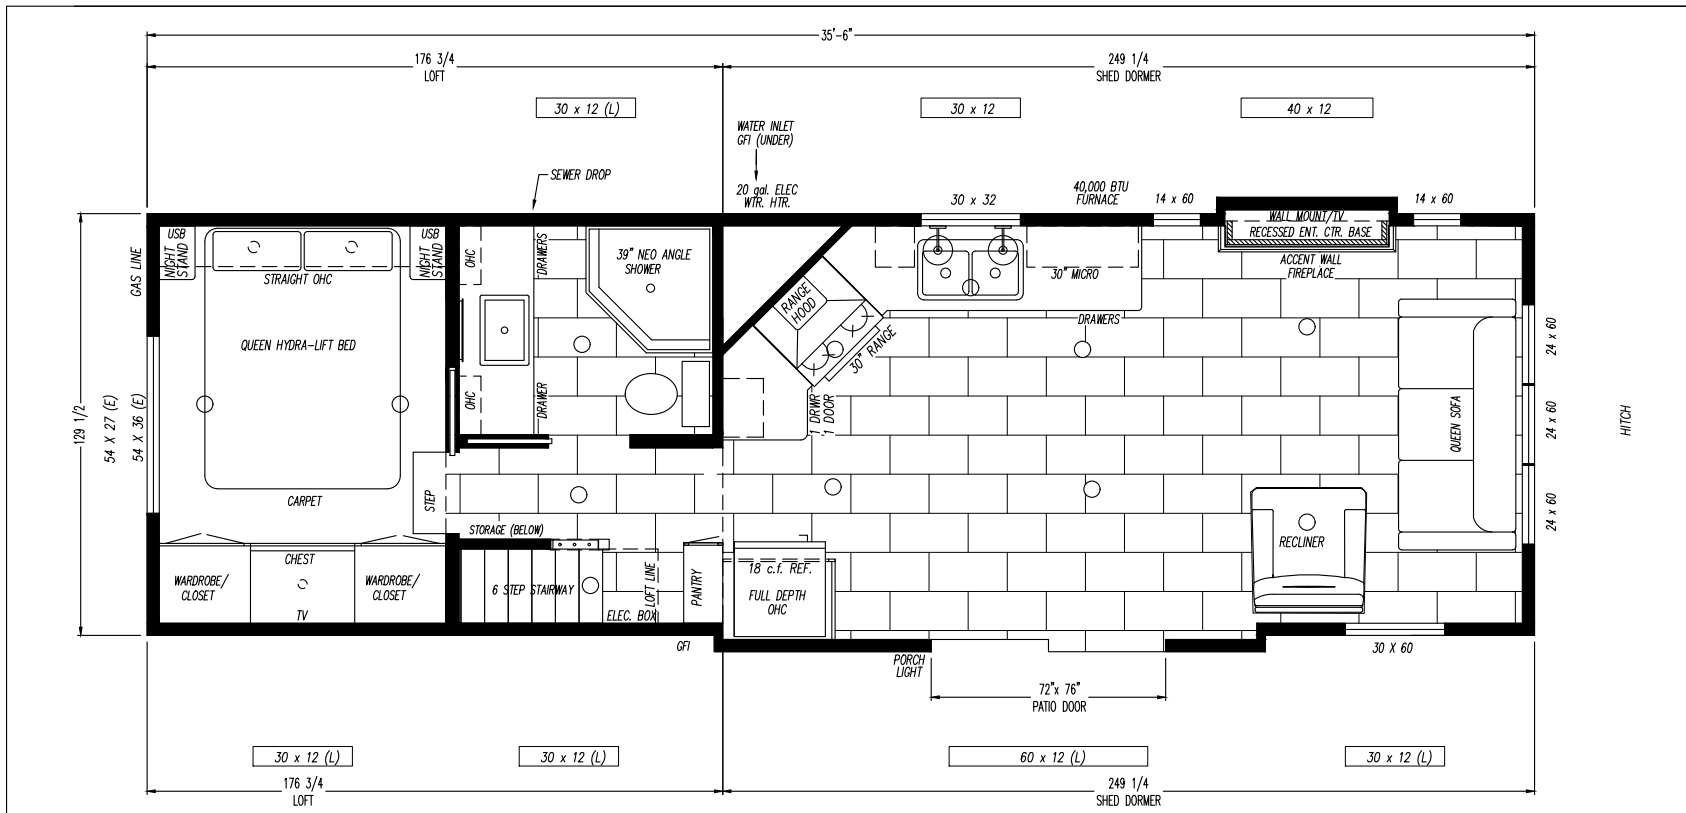 35'-6"
176 3/4
LOFT
249 1/4
SHED DORMER
30 x 12 (L)
30 x 12
40 x 12
WATER INLET
GFI (UNDER)
SEWER DROP
20 gal. ELEC
WTR. HTR.
30 x 32
40,000 BTU
FURNACE
14 x 60
14 x 60
WALL MOUNT/TV
RECESSED ENT. CTR. BASE
ACCENT WALL
FIREPLACE
GAS LINE
NIGHT
STAND
USB
STRAIGHT OHC
USB
NIGHT
STAND
OHC
DRAWERS
39" NEO ANGLE
SHOWER
RANGE
HOOD
30" MICRO
DRAWERS
30" RANGE
QUEEN HYDRA-LIFT BED
OHC
DRAWER
1 DRWR
1 DOOR
QUEEN SOFA
24 x 60
24 x 60
24 x 60
HITCH
129 1/2
54 X 27 (E)
54 X 36 (E)
CARPET
STEP
STORAGE (BELOW)
RECLINER
CHEST
WARDROBE/
CLOSET
TV
WARDROBE/
CLOSET
6 STEP STAIRWAY
ELEC. BOX
LOFT LINE
PANTRY
18 c.f. REF.
FULL DEPTH
OHC
GFI
PORCH
LIGHT
30 X 60
72"x 76"
PATIO DOOR
30 x 12 (L)
30 x 12 (L)
60 x 12 (L)
30 x 12 (L)
176 3/4
LOFT
249 1/4
SHED DORMER